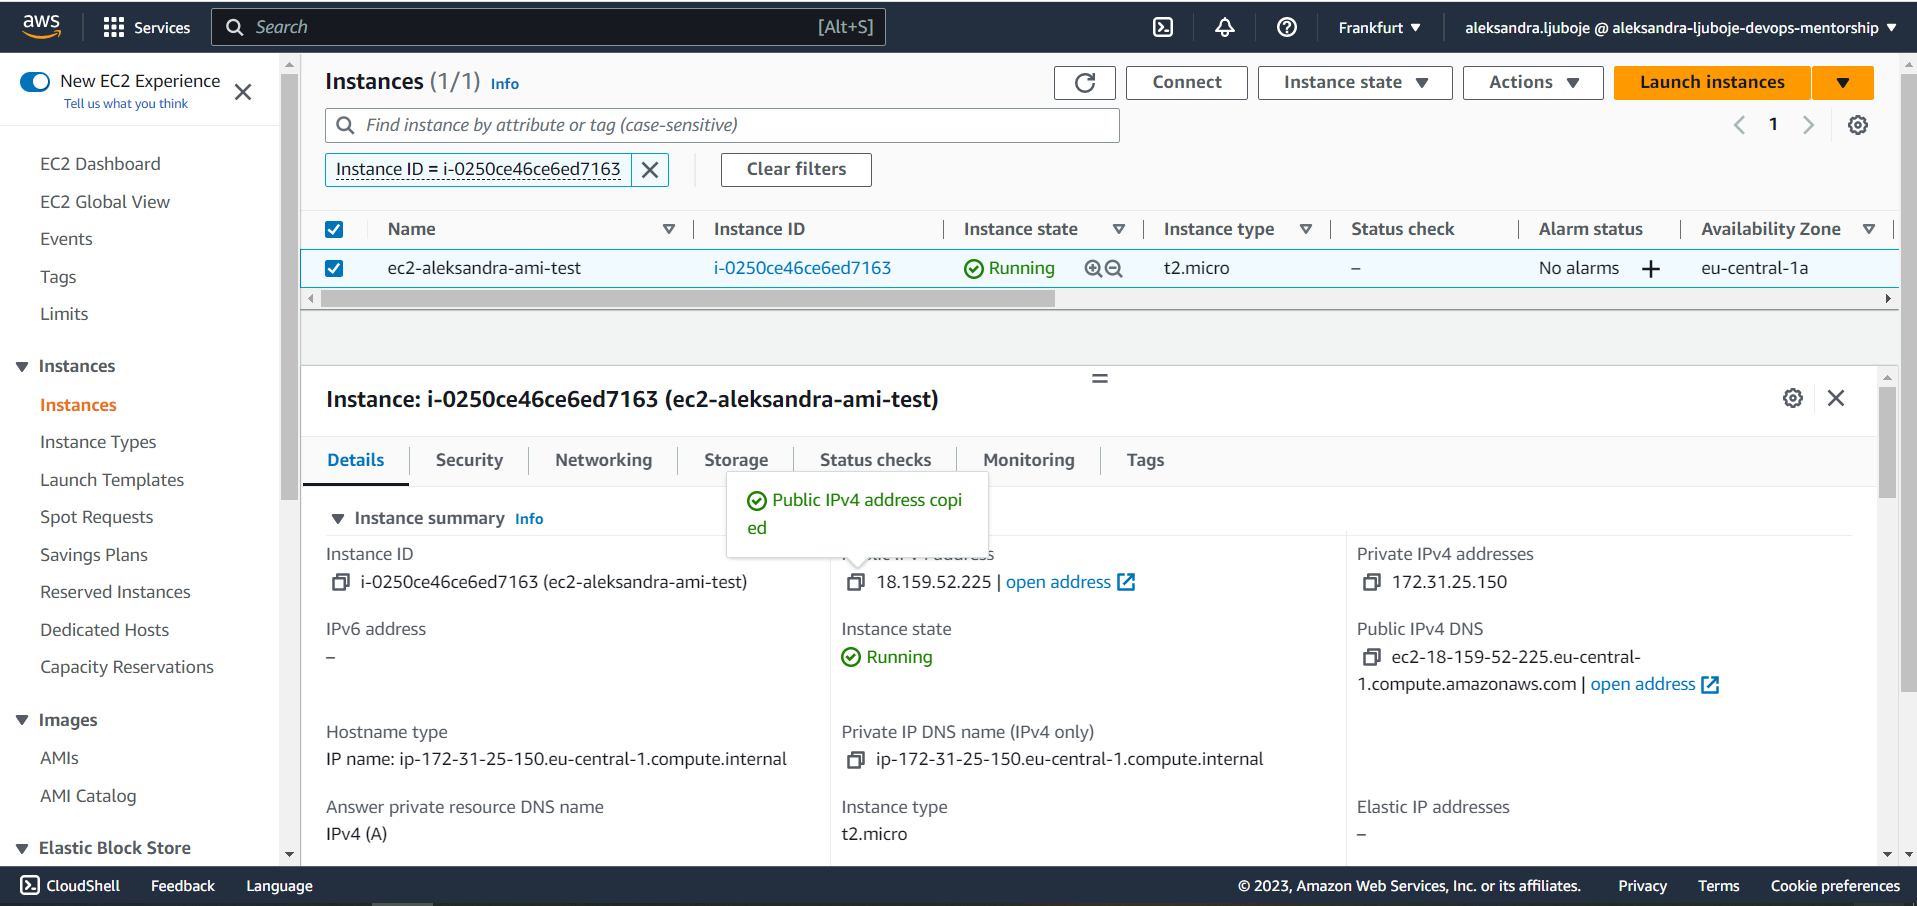 aws
Services
Search
[Alt+S]
Frankfurt
aleksandra.ljuboje @ aleksandra-ljuboje-devops-mentorship
New EC2 Experience
Tell us what you think
EC2 Dashboard
EC2 Global View
Events
Tags
Limits
Instances
Instances
Instance Types
Launch Templates
Spot Requests
Savings Plans
Reserved Instances
Dedicated Hosts
Capacity Reservations
Images
AMIs
AMI Catalog
Elastic Block Store
Instances (1/1) Info
Connect
Instance state
Actions
Launch instances
Find instance by attribute or tag (case-sensitive)
1
Instance ID = i-0250ce46ce6ed7163
Clear filters
Name Instance ID Instance state Instance type Status check Alarm status Availability Zone
ec2-aleksandra-ami-test i-0250ce46ce6ed7163 Running t2.micro – No alarms + eu-central-1a
Instance: i-0250ce46ce6ed7163 (ec2-aleksandra-ami-test)
Details Security Networking Storage Status checks Monitoring Tags
Public IPv4 address copi
ed
Instance summary Info
Instance ID
i-0250ce46ce6ed7163 (ec2-aleksandra-ami-test)
18.159.52.225 | open address
Private IPv4 addresses
172.31.25.150
IPv6 address
–
Instance state
Running
Public IPv4 DNS
ec2-18-159-52-225.eu-central-
1.compute.amazonaws.com | open address
Hostname type
IP name: ip-172-31-25-150.eu-central-1.compute.internal
Private IP DNS name (IPv4 only)
ip-172-31-25-150.eu-central-1.compute.internal
Answer private resource DNS name
IPv4 (A)
Instance type
t2.micro
Elastic IP addresses
–
CloudShell
Feedback
Language
© 2023, Amazon Web Services, Inc. or its affiliates.
Privacy
Terms
Cookie preferences